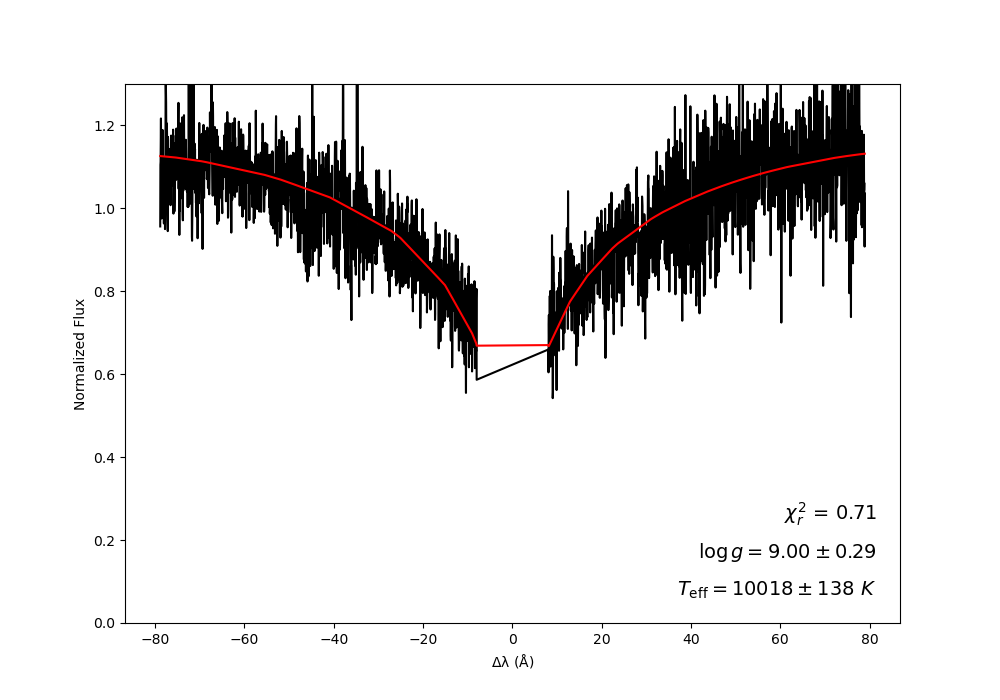 Normalized Flux
1.2
1.0
0.8
0.6
0.4
0.2
0.0
χ²ᵣ = 0.71
log g = 9.00 ± 0.29
T_eff = 10018 ± 138 K
−80 −60 −40 −20 0 20 40 60 80
Δλ (Å)